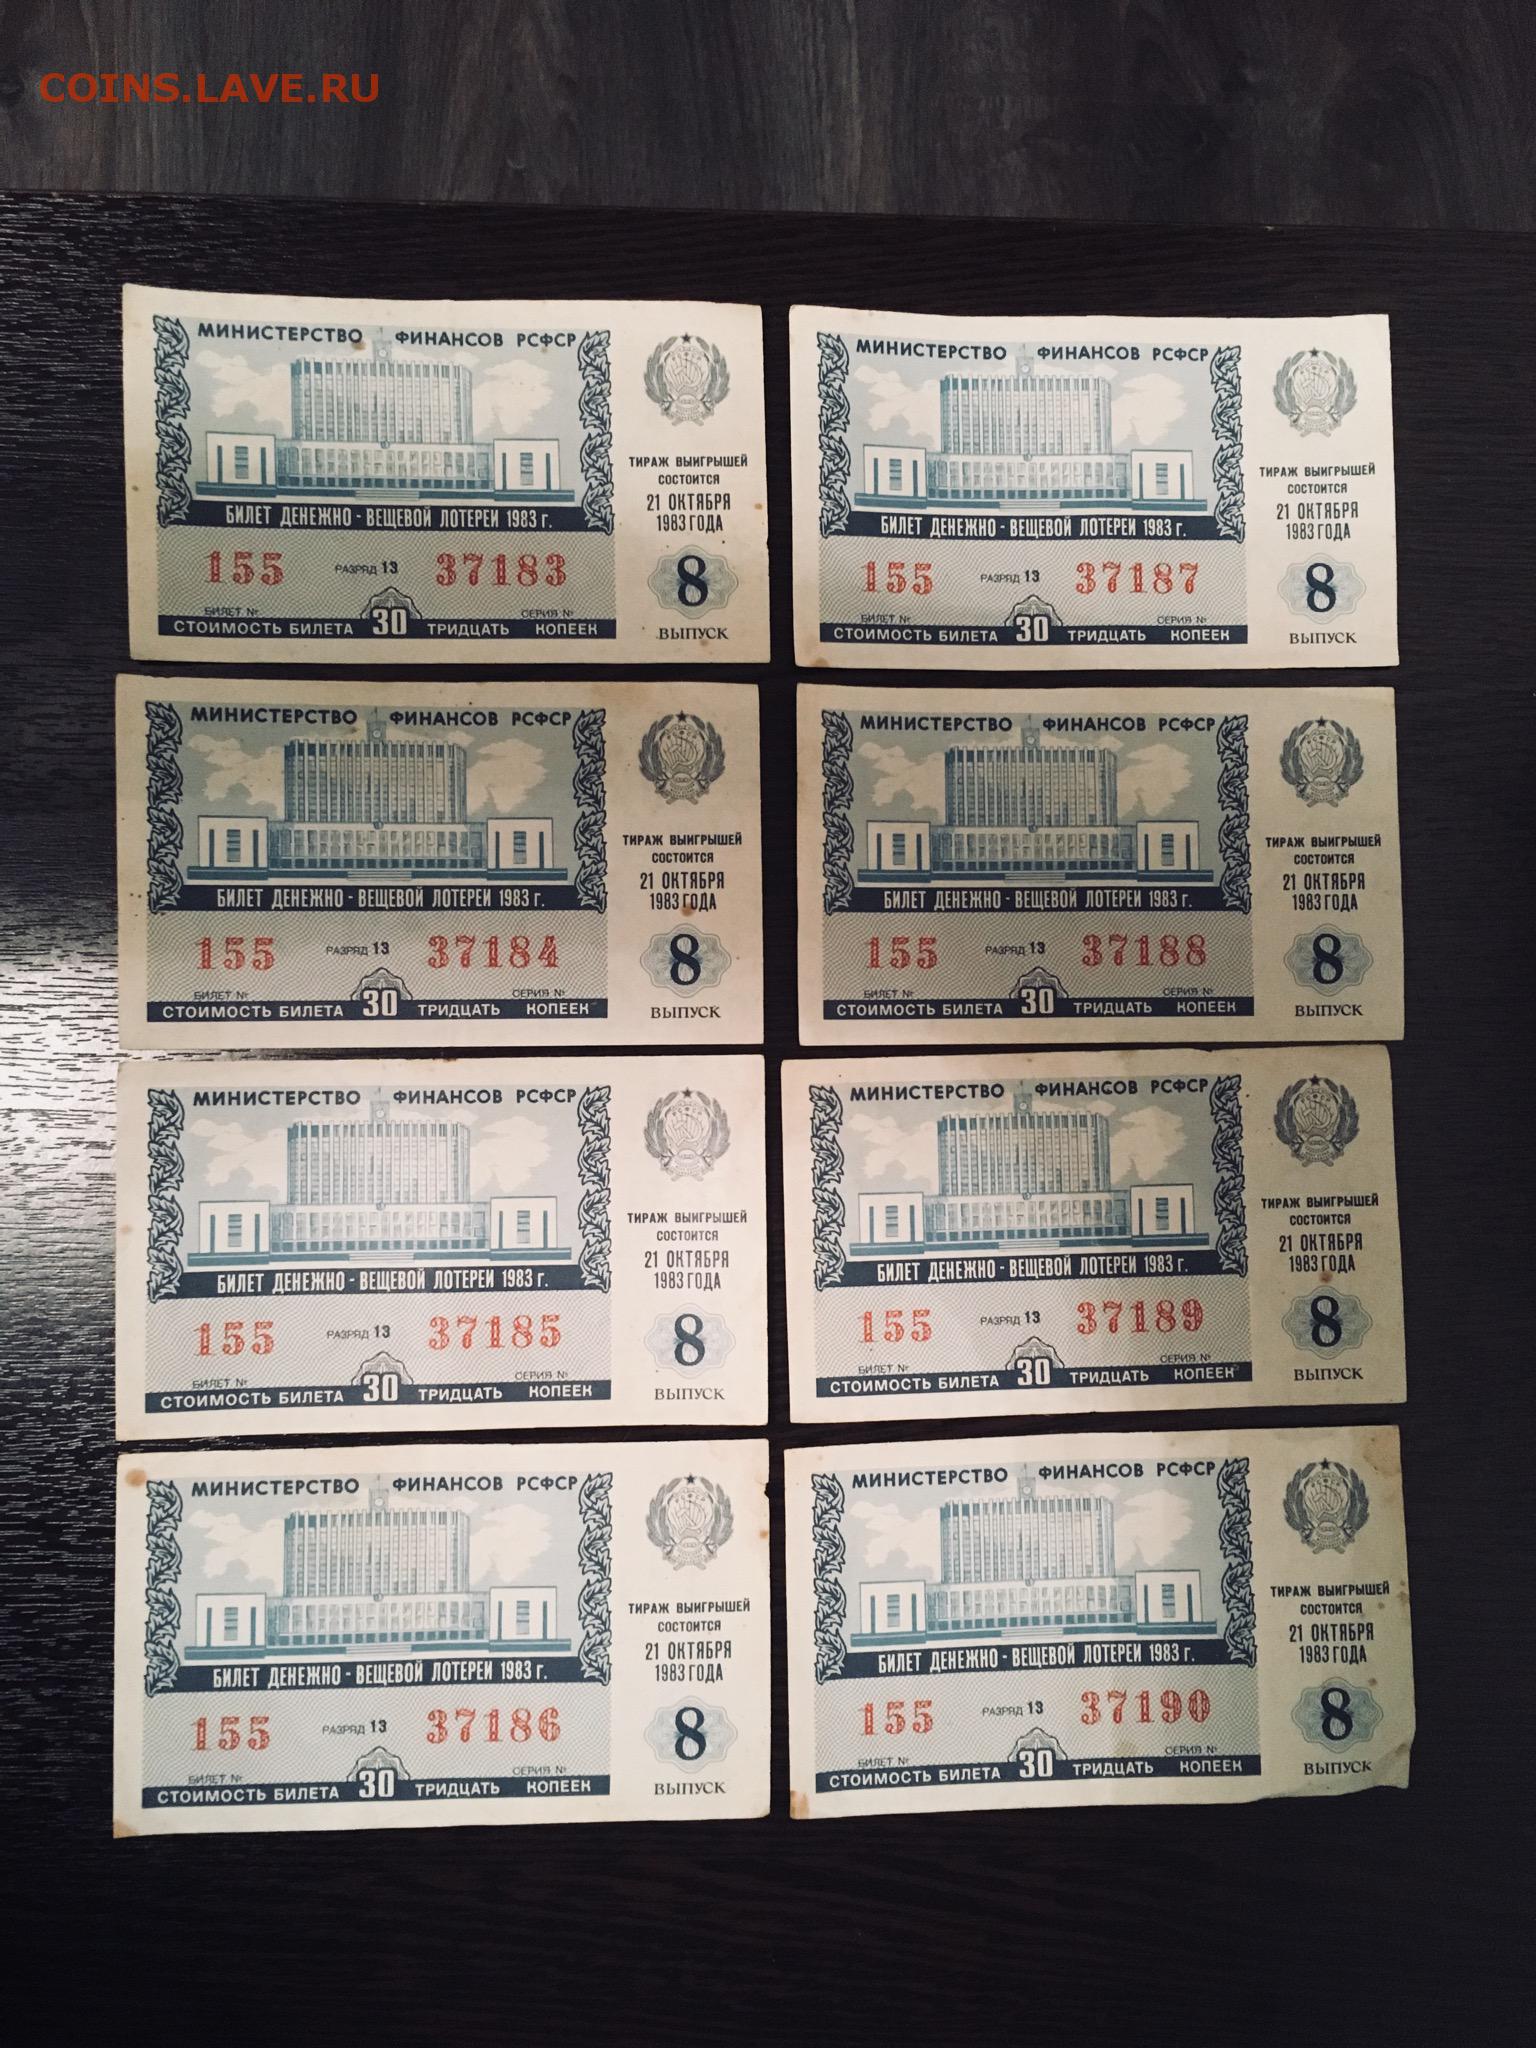 COINS.LAVE.RU
МИНИСТЕРСТВО ФИНАНСОВ РСФСР
ТИРАЖ ВЫИГРЫШЕЙ
СОСТОИТСЯ
21 ОКТЯБРЯ
1983 ГОДА
БИЛЕТ ДЕНЕЖНО - ВЕЩЕВОЙ ЛОТЕРЕИ 1983 г.
155 РАЗРЯД 13 37183
8
БИЛЕТ № СЕРИЯ №
СТОИМОСТЬ БИЛЕТА 30 ТРИДЦАТЬ КОПЕЕК
ВЫПУСК
МИНИСТЕРСТВО ФИНАНСОВ РСФСР
ТИРАЖ ВЫИГРЫШЕЙ
СОСТОИТСЯ
21 ОКТЯБРЯ
1983 ГОДА
БИЛЕТ ДЕНЕЖНО - ВЕЩЕВОЙ ЛОТЕРЕИ 1983 г.
155 РАЗРЯД 13 37187
8
БИЛЕТ № СЕРИЯ №
СТОИМОСТЬ БИЛЕТА 30 ТРИДЦАТЬ КОПЕЕК
ВЫПУСК
МИНИСТЕРСТВО ФИНАНСОВ РСФСР
ТИРАЖ ВЫИГРЫШЕЙ
СОСТОИТСЯ
21 ОКТЯБРЯ
1983 ГОДА
БИЛЕТ ДЕНЕЖНО - ВЕЩЕВОЙ ЛОТЕРЕИ 1983 г.
155 РАЗРЯД 13 37184
8
БИЛЕТ № СЕРИЯ №
СТОИМОСТЬ БИЛЕТА 30 ТРИДЦАТЬ КОПЕЕК
ВЫПУСК
МИНИСТЕРСТВО ФИНАНСОВ РСФСР
ТИРАЖ ВЫИГРЫШЕЙ
СОСТОИТСЯ
21 ОКТЯБРЯ
1983 ГОДА
БИЛЕТ ДЕНЕЖНО - ВЕЩЕВОЙ ЛОТЕРЕИ 1983 г.
155 РАЗРЯД 13 37188
8
БИЛЕТ № СЕРИЯ №
СТОИМОСТЬ БИЛЕТА 30 ТРИДЦАТЬ КОПЕЕК
ВЫПУСК
МИНИСТЕРСТВО ФИНАНСОВ РСФСР
ТИРАЖ ВЫИГРЫШЕЙ
СОСТОИТСЯ
21 ОКТЯБРЯ
1983 ГОДА
БИЛЕТ ДЕНЕЖНО - ВЕЩЕВОЙ ЛОТЕРЕИ 1983 г.
155 РАЗРЯД 13 37185
8
БИЛЕТ № СЕРИЯ №
СТОИМОСТЬ БИЛЕТА 30 ТРИДЦАТЬ КОПЕЕК
ВЫПУСК
МИНИСТЕРСТВО ФИНАНСОВ РСФСР
ТИРАЖ ВЫИГРЫШЕЙ
СОСТОИТСЯ
21 ОКТЯБРЯ
1983 ГОДА
БИЛЕТ ДЕНЕЖНО - ВЕЩЕВОЙ ЛОТЕРЕИ 1983 г.
155 РАЗРЯД 13 37189
8
БИЛЕТ № СЕРИЯ №
СТОИМОСТЬ БИЛЕТА 30 ТРИДЦАТЬ КОПЕЕК
ВЫПУСК
МИНИСТЕРСТВО ФИНАНСОВ РСФСР
ТИРАЖ ВЫИГРЫШЕЙ
СОСТОИТСЯ
21 ОКТЯБРЯ
1983 ГОДА
БИЛЕТ ДЕНЕЖНО - ВЕЩЕВОЙ ЛОТЕРЕИ 1983 г.
155 РАЗРЯД 13 37186
8
БИЛЕТ № СЕРИЯ №
СТОИМОСТЬ БИЛЕТА 30 ТРИДЦАТЬ КОПЕЕК
ВЫПУСК
МИНИСТЕРСТВО ФИНАНСОВ РСФСР
ТИРАЖ ВЫИГРЫШЕЙ
СОСТОИТСЯ
21 ОКТЯБРЯ
1983 ГОДА
БИЛЕТ ДЕНЕЖНО - ВЕЩЕВОЙ ЛОТЕРЕИ 1983 г.
155 РАЗРЯД 13 37190
8
БИЛЕТ № СЕРИЯ №
СТОИМОСТЬ БИЛЕТА 30 ТРИДЦАТЬ КОПЕЕК
ВЫПУСК